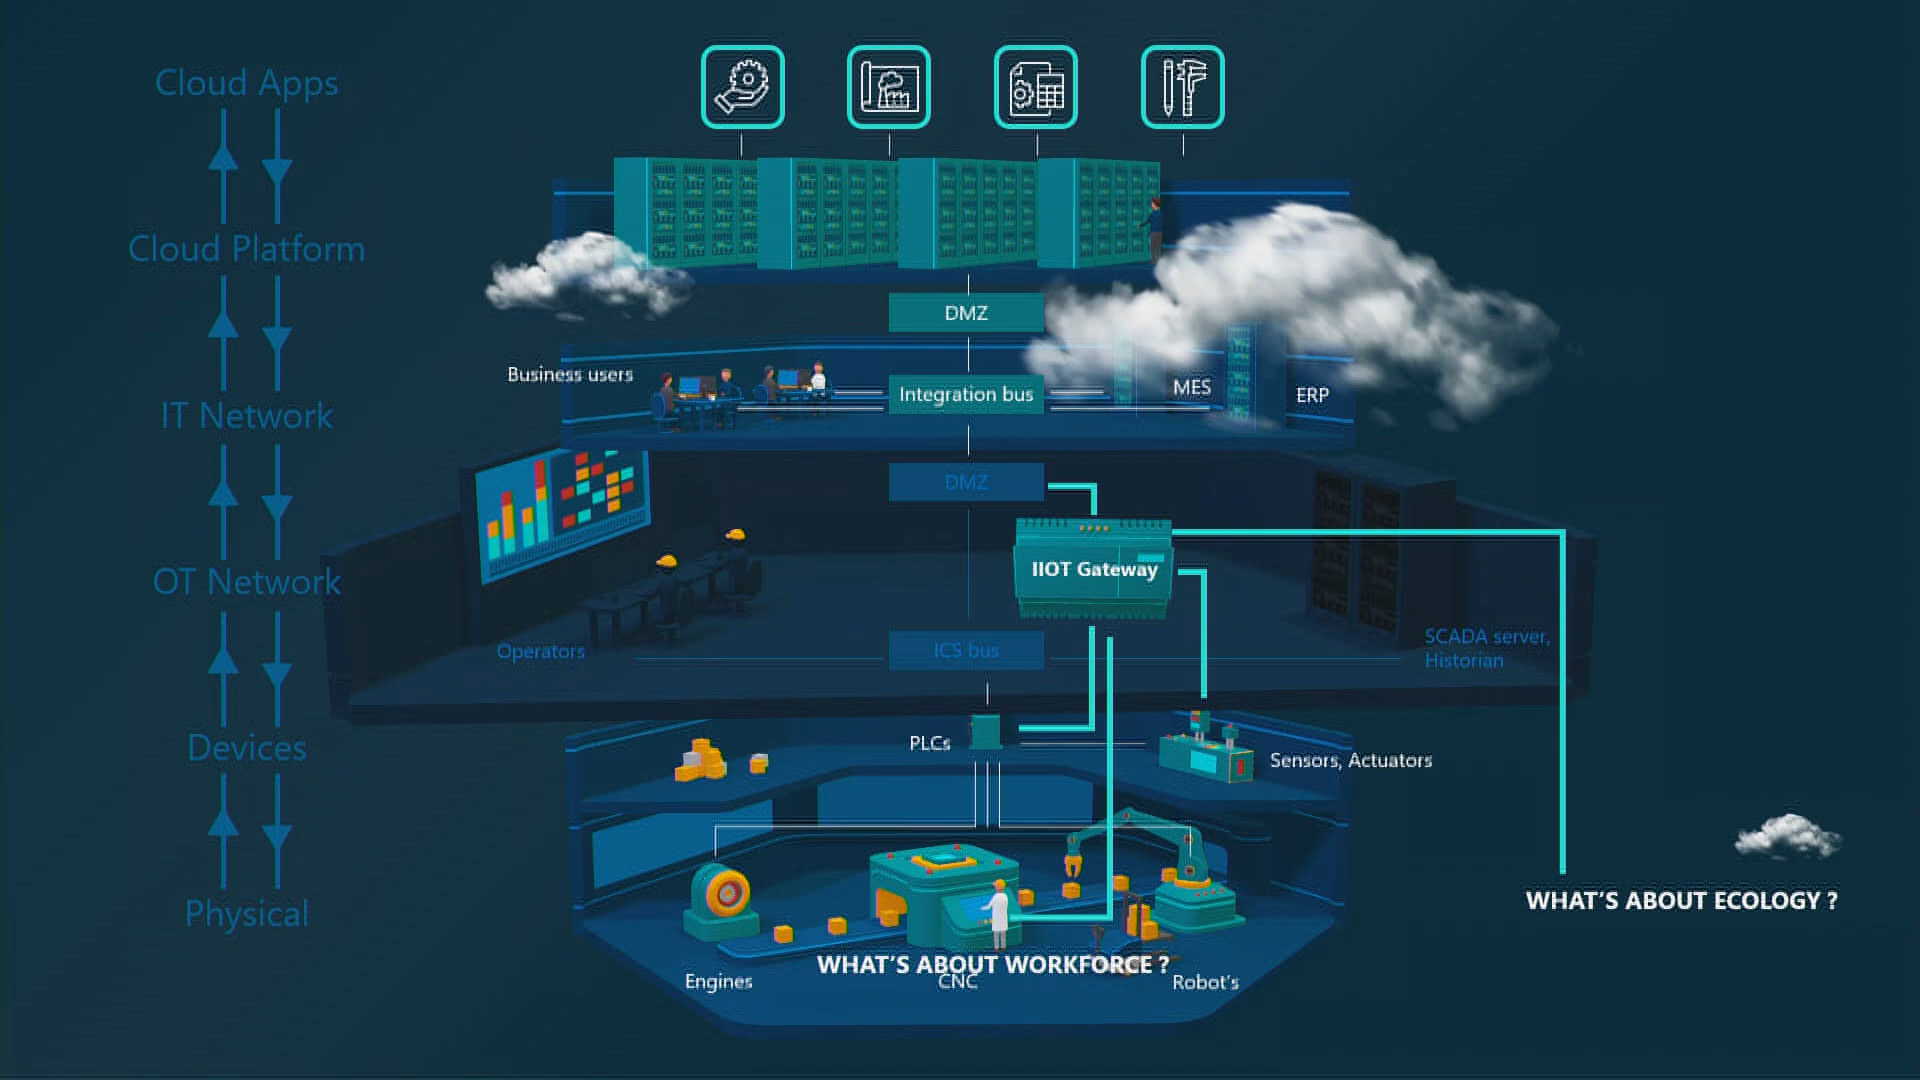 Cloud Apps
Cloud Platform
IT Network
OT Network
Devices
Physical
DMZ
Business users
Integration bus
MES
ERP
DMZ
IIOT Gateway
Operators
ICS bus
SCADA server,
Historian
PLCs
Sensors, Actuators
WHAT'S ABOUT ECOLOGY ?
WHAT'S ABOUT WORKFORCE ?
Engines
CNC
Robot's